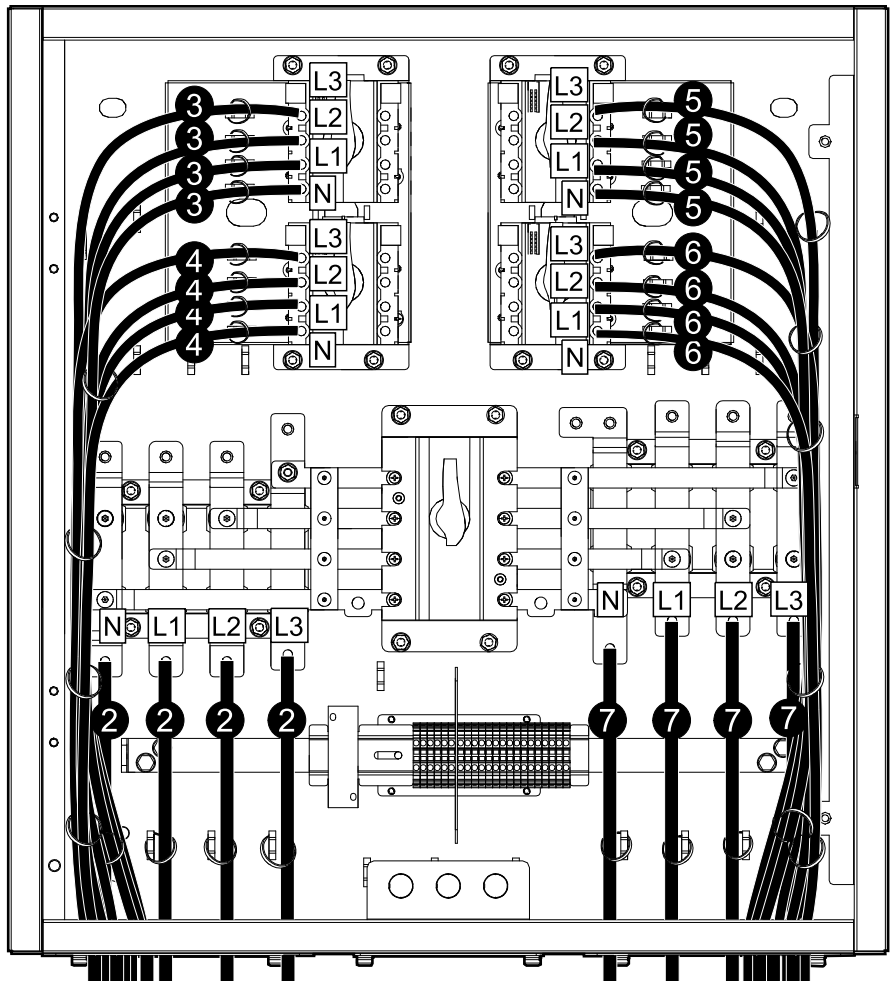 L3 L3
3 L2 L2 5
3 L1 L1 5
3 N N 5
3 5
L3 L3
4 L2 L2 6
4 L1 L1 6
4 N N 6
4 6
N L1 L2 L3
N L1 L2 L3
2 2 2 2 7 7 7 7